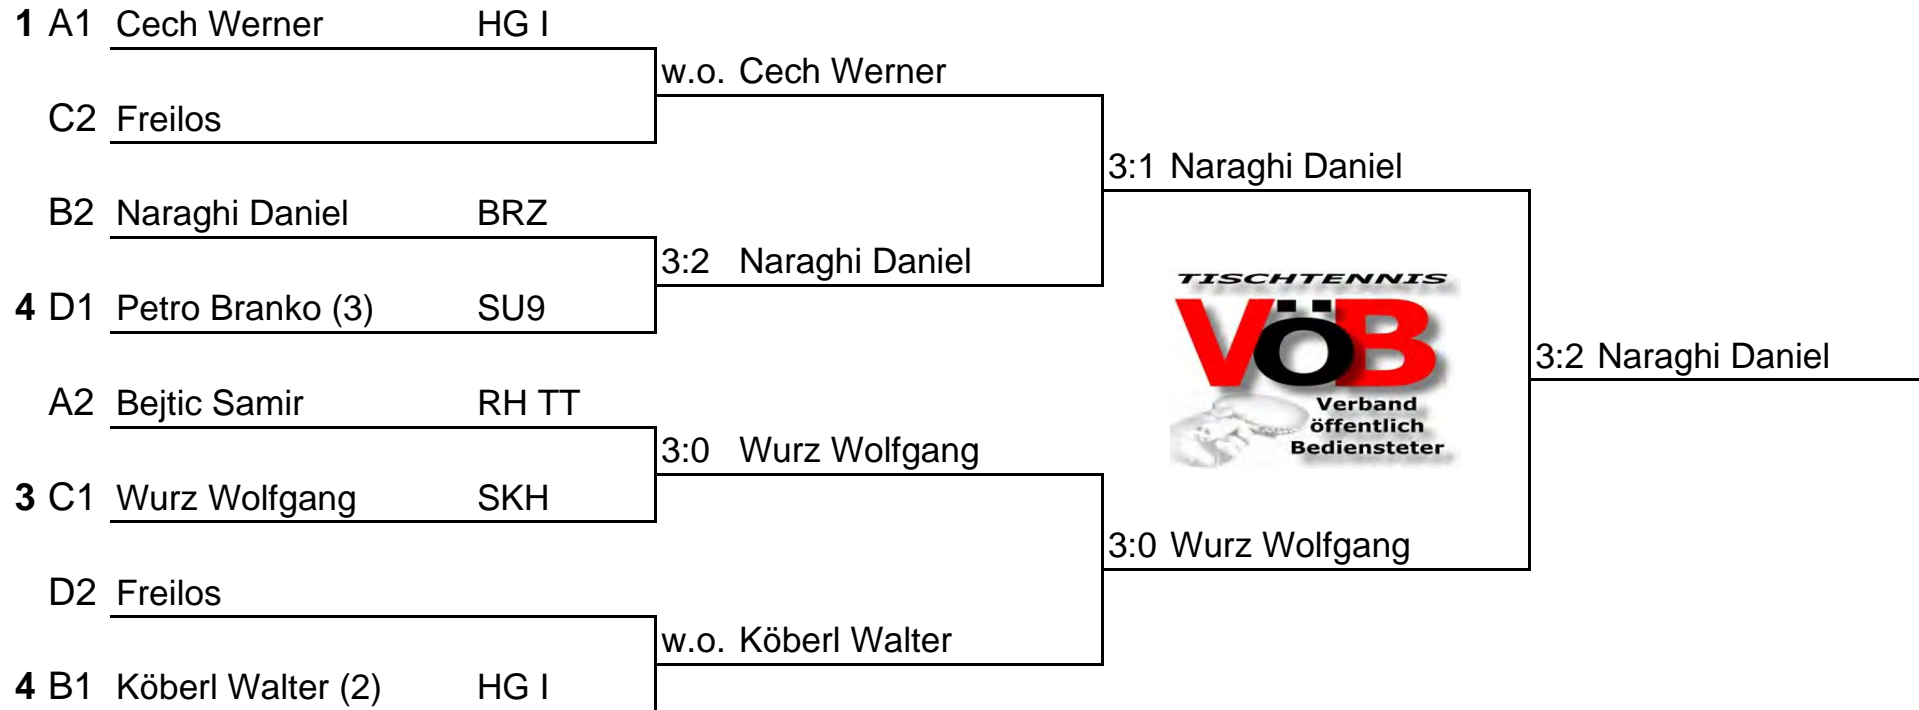 1 A1 Cech Werner HG I
w.o. Cech Werner
C2 Freilos
3:1 Naraghi Daniel
B2 Naraghi Daniel BRZ
3:2 Naraghi Daniel
4 D1 Petro Branko (3) SU9
TISCHTENNIS
VÖB
Verband
öffentlich
Bediensteter
3:2 Naraghi Daniel
A2 Bejtic Samir RH TT
3:0 Wurz Wolfgang
3 C1 Wurz Wolfgang SKH
3:0 Wurz Wolfgang
D2 Freilos
w.o. Köberl Walter
4 B1 Köberl Walter (2) HG I